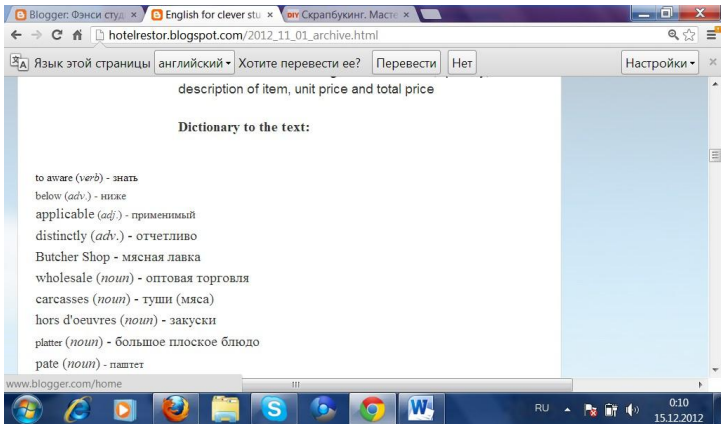 Blogger: Фэнси студ
English for clever stu
DIY Скрапбукинг. Масте
hotelrestor.blogspot.com/2012_11_01_archive.html
Язык этой страницы английский Хотите перевести ее? Перевести Нет Настройки
description of item, unit price and total price
Dictionary to the text:
to aware (verb) - знать
below (adv.) - ниже
applicable (adj.) - применимый
distinctly (adv.) - отчетливо
Butcher Shop - мясная лавка
wholesale (noun) - оптовая торговля
carcasses (noun) - туши (мяса)
hors d'oeuvres (noun) - закуски
platter (noun) - большое плоское блюдо
pate (noun) - паштет
www.blogger.com/home
RU 0:10
15.12.2012